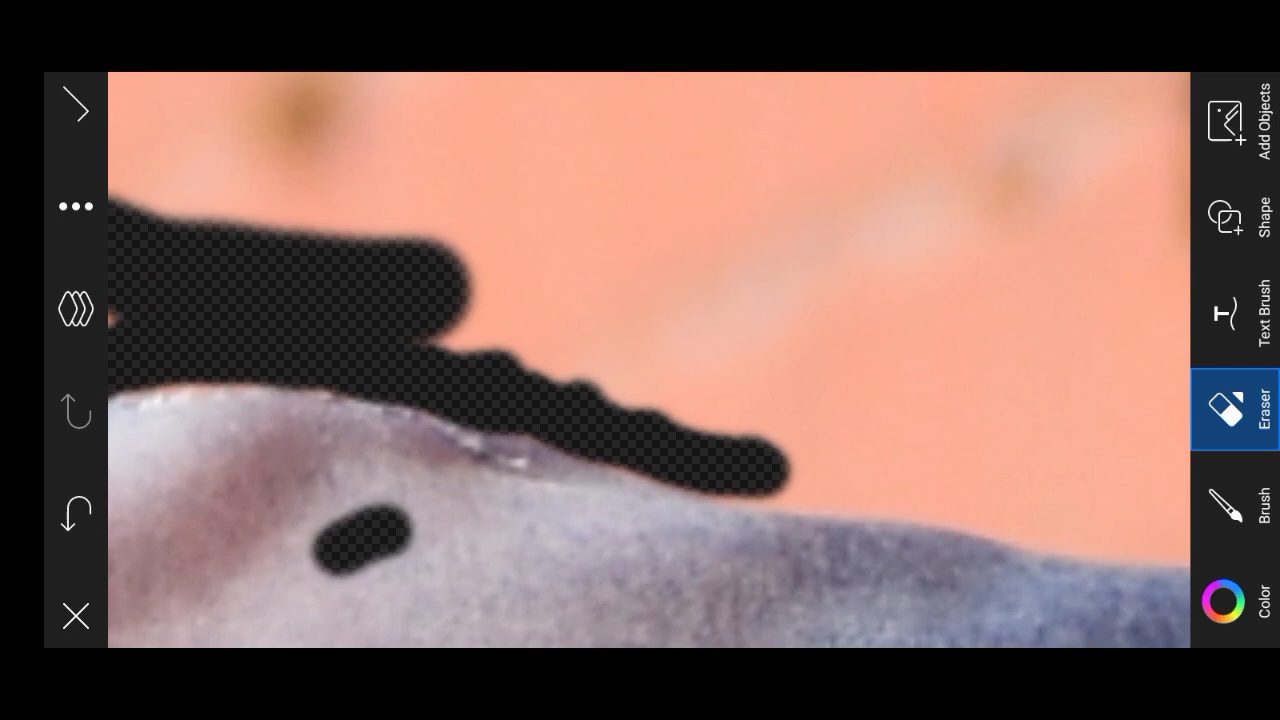 Add Objects
Shape
Text Brush
Eraser
Brush
Color